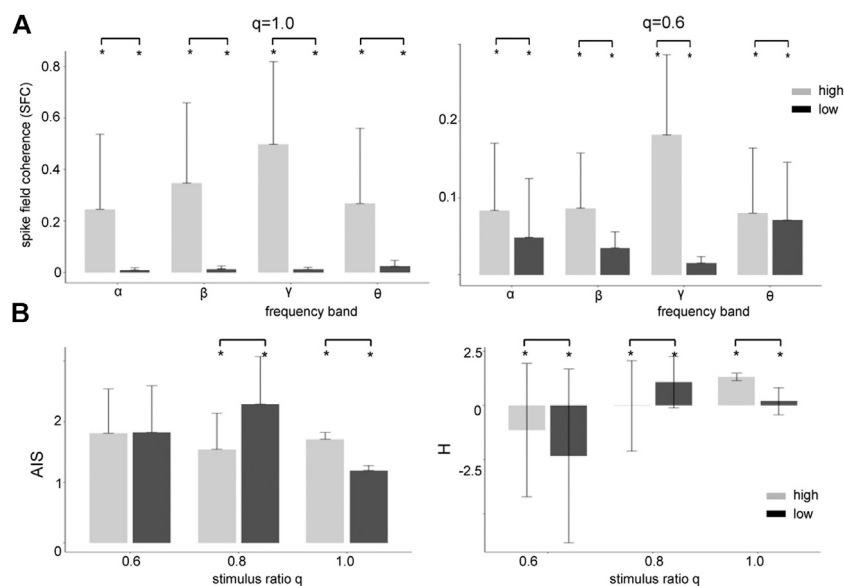 A
q=1.0
q=0.6
* * * * * * * *
* * * * * * * *
spike field coherence (SFC)
0.8
0.6
0.4
0.2
0
α β γ θ
frequency band
0.2
0.1
α β γ θ
frequency band
high
low
B
* * * *
AIS
2
1
0
0.6 0.8 1.0
stimulus ratio q
* * * * * *
H
2.5
0
-2.5
0.6 0.8 1.0
stimulus ratio q
high
low